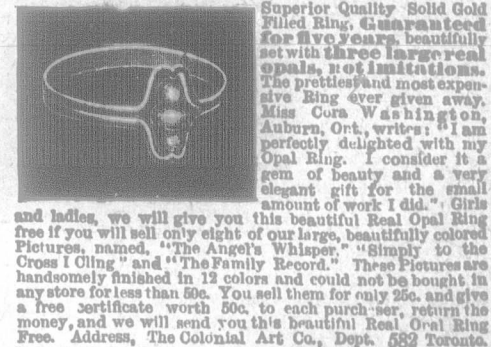 Superior Quality Solid Gold
Filled Ring, Guaranteed
for five years, beautifully
set with three large real
opals, not imitations.
The prettiest and most expen-
sive Ring ever given away.
Miss Cora Washington,
Auburn, Ont., writes: "I am
perfectly delighted with my
Opal Ring. I consider it a
gem of beauty and a very
elegant gift for the small
amount of work I did." Girls
and ladies, we will give you this beautiful Real Opal Ring
free if you will sell only eight of our large, beautifully colored
Pictures, named, "The Angel's Whisper," "Simply to the
Cross I Cling" and "The Family Record." These Pictures are
handsomely finished in 12 colors and could not be bought in
any store for less than 50c. You sell them for only 25c. and give
a free certificate worth 50c. to each purchaser, return the
money, and we will send you this beautiful Real Opal Ring
Free. Address, The Colonial Art Co., Dept. 582 Toronto.